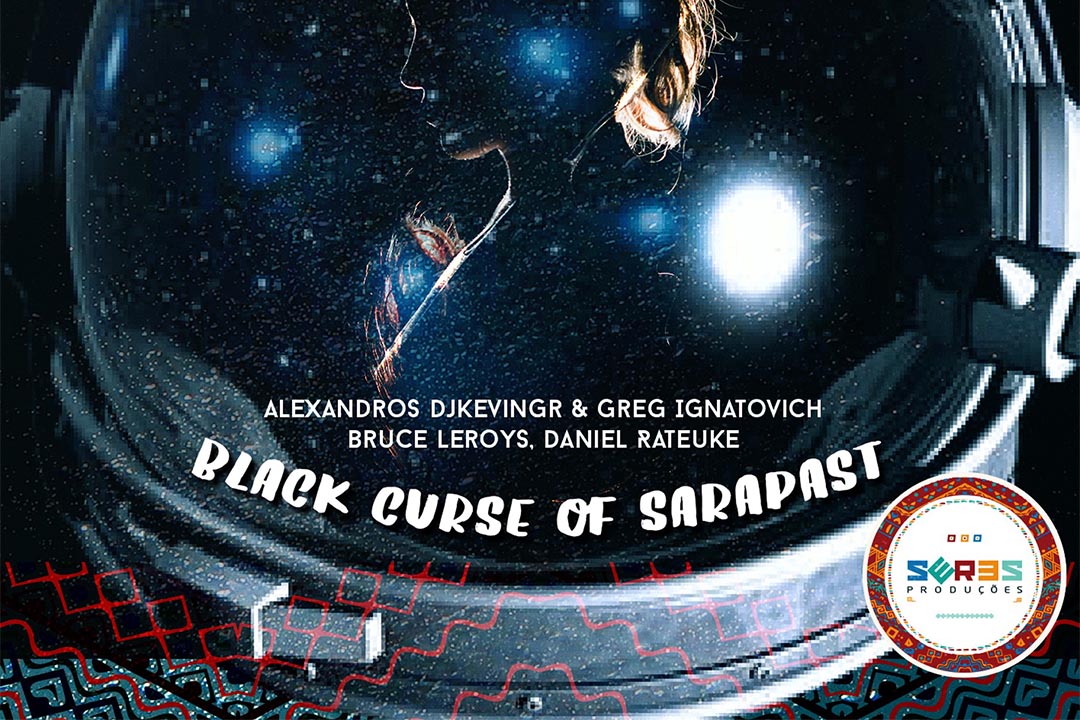 ALEXANDROS DJKEVINGR & GREG IGNATOVICH
BRUCE LEROYS, DANIEL RATEUKE
BLACK CURSE OF SARAPAST
SERES
PRODUÇÕES